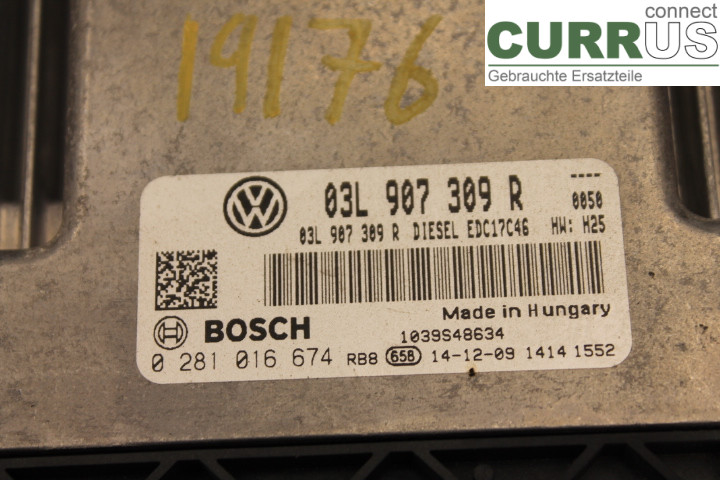 connect
CURRUS
Gebrauchte Ersatzteile
19176
03L 907 309 R
----
0050
03L 907 309 R DIESEL EDC17C46 HW: H25
Made in Hungary
BOSCH
1039S48634
0 281 016 674 RB8 658 14-12-09 1414 1552